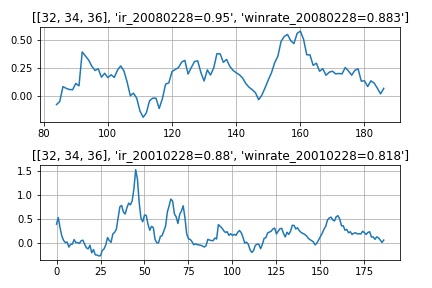 [[32, 34, 36], 'ir_20080228=0.95', 'winrate_20080228=0.883']
0.50
0.25
0.00
80 100 120 140 160 180
[[32, 34, 36], 'ir_20010228=0.88', 'winrate_20010228=0.818']
1.5
1.0
0.5
0.0
0 25 50 75 100 125 150 175